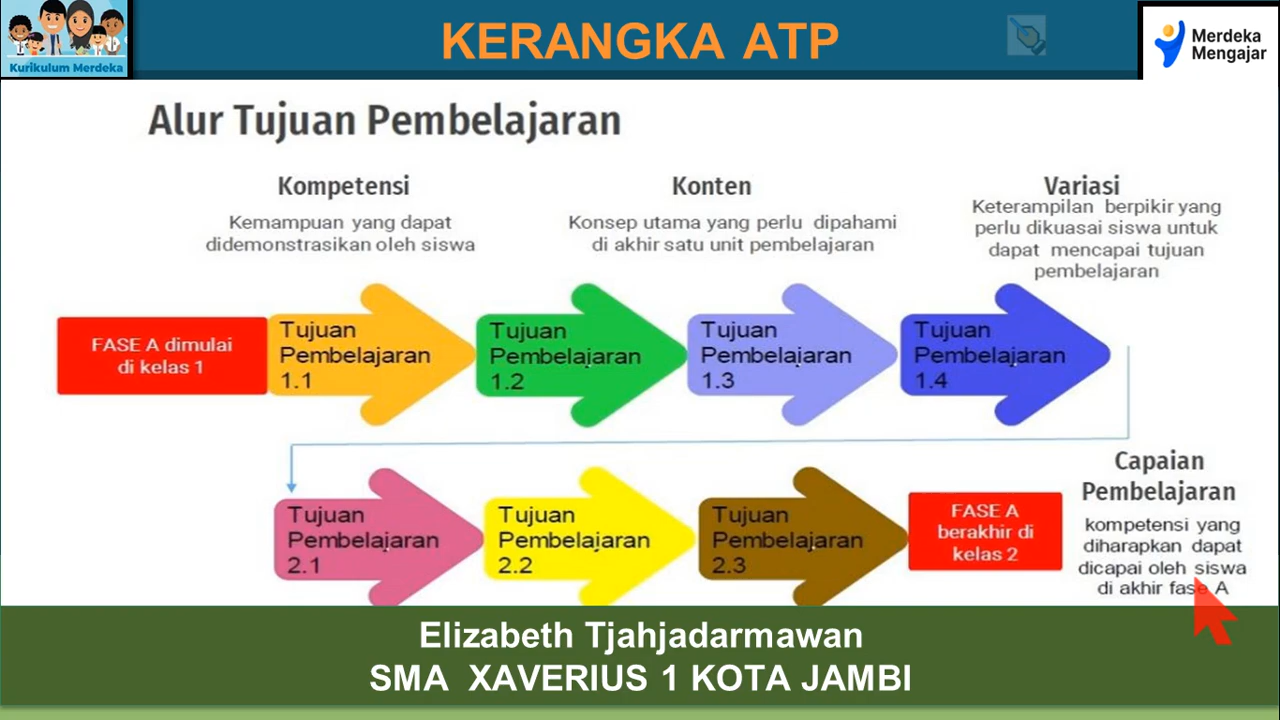 Kurikulum Merdeka
KERANGKA ATP
Merdeka
Mengajar
Alur Tujuan Pembelajaran
Kompetensi
Kemampuan yang dapat
didemonstrasikan oleh siswa
Konten
Konsep utama yang perlu dipahami
di akhir satu unit pembelajaran
Variasi
Keterampilan berpikir yang
perlu dikuasai siswa untuk
dapat mencapai tujuan
pembelajaran
FASE A dimulai
di kelas 1
Tujuan
Pembelajaran
1.1
Tujuan
Pembelajaran
1.2
Tujuan
Pembelajaran
1.3
Tujuan
Pembelajaran
1.4
Tujuan
Pembelajaran
2.1
Tujuan
Pembelajaran
2.2
Tujuan
Pembelajaran
2.3
FASE A
berakhir di
kelas 2
Capaian
Pembelajaran
kompetensi yang
diharapkan dapat
dicapai oleh siswa
di akhir fase A
Elizabeth Tjahjadarmawan
SMA XAVERIUS 1 KOTA JAMBI